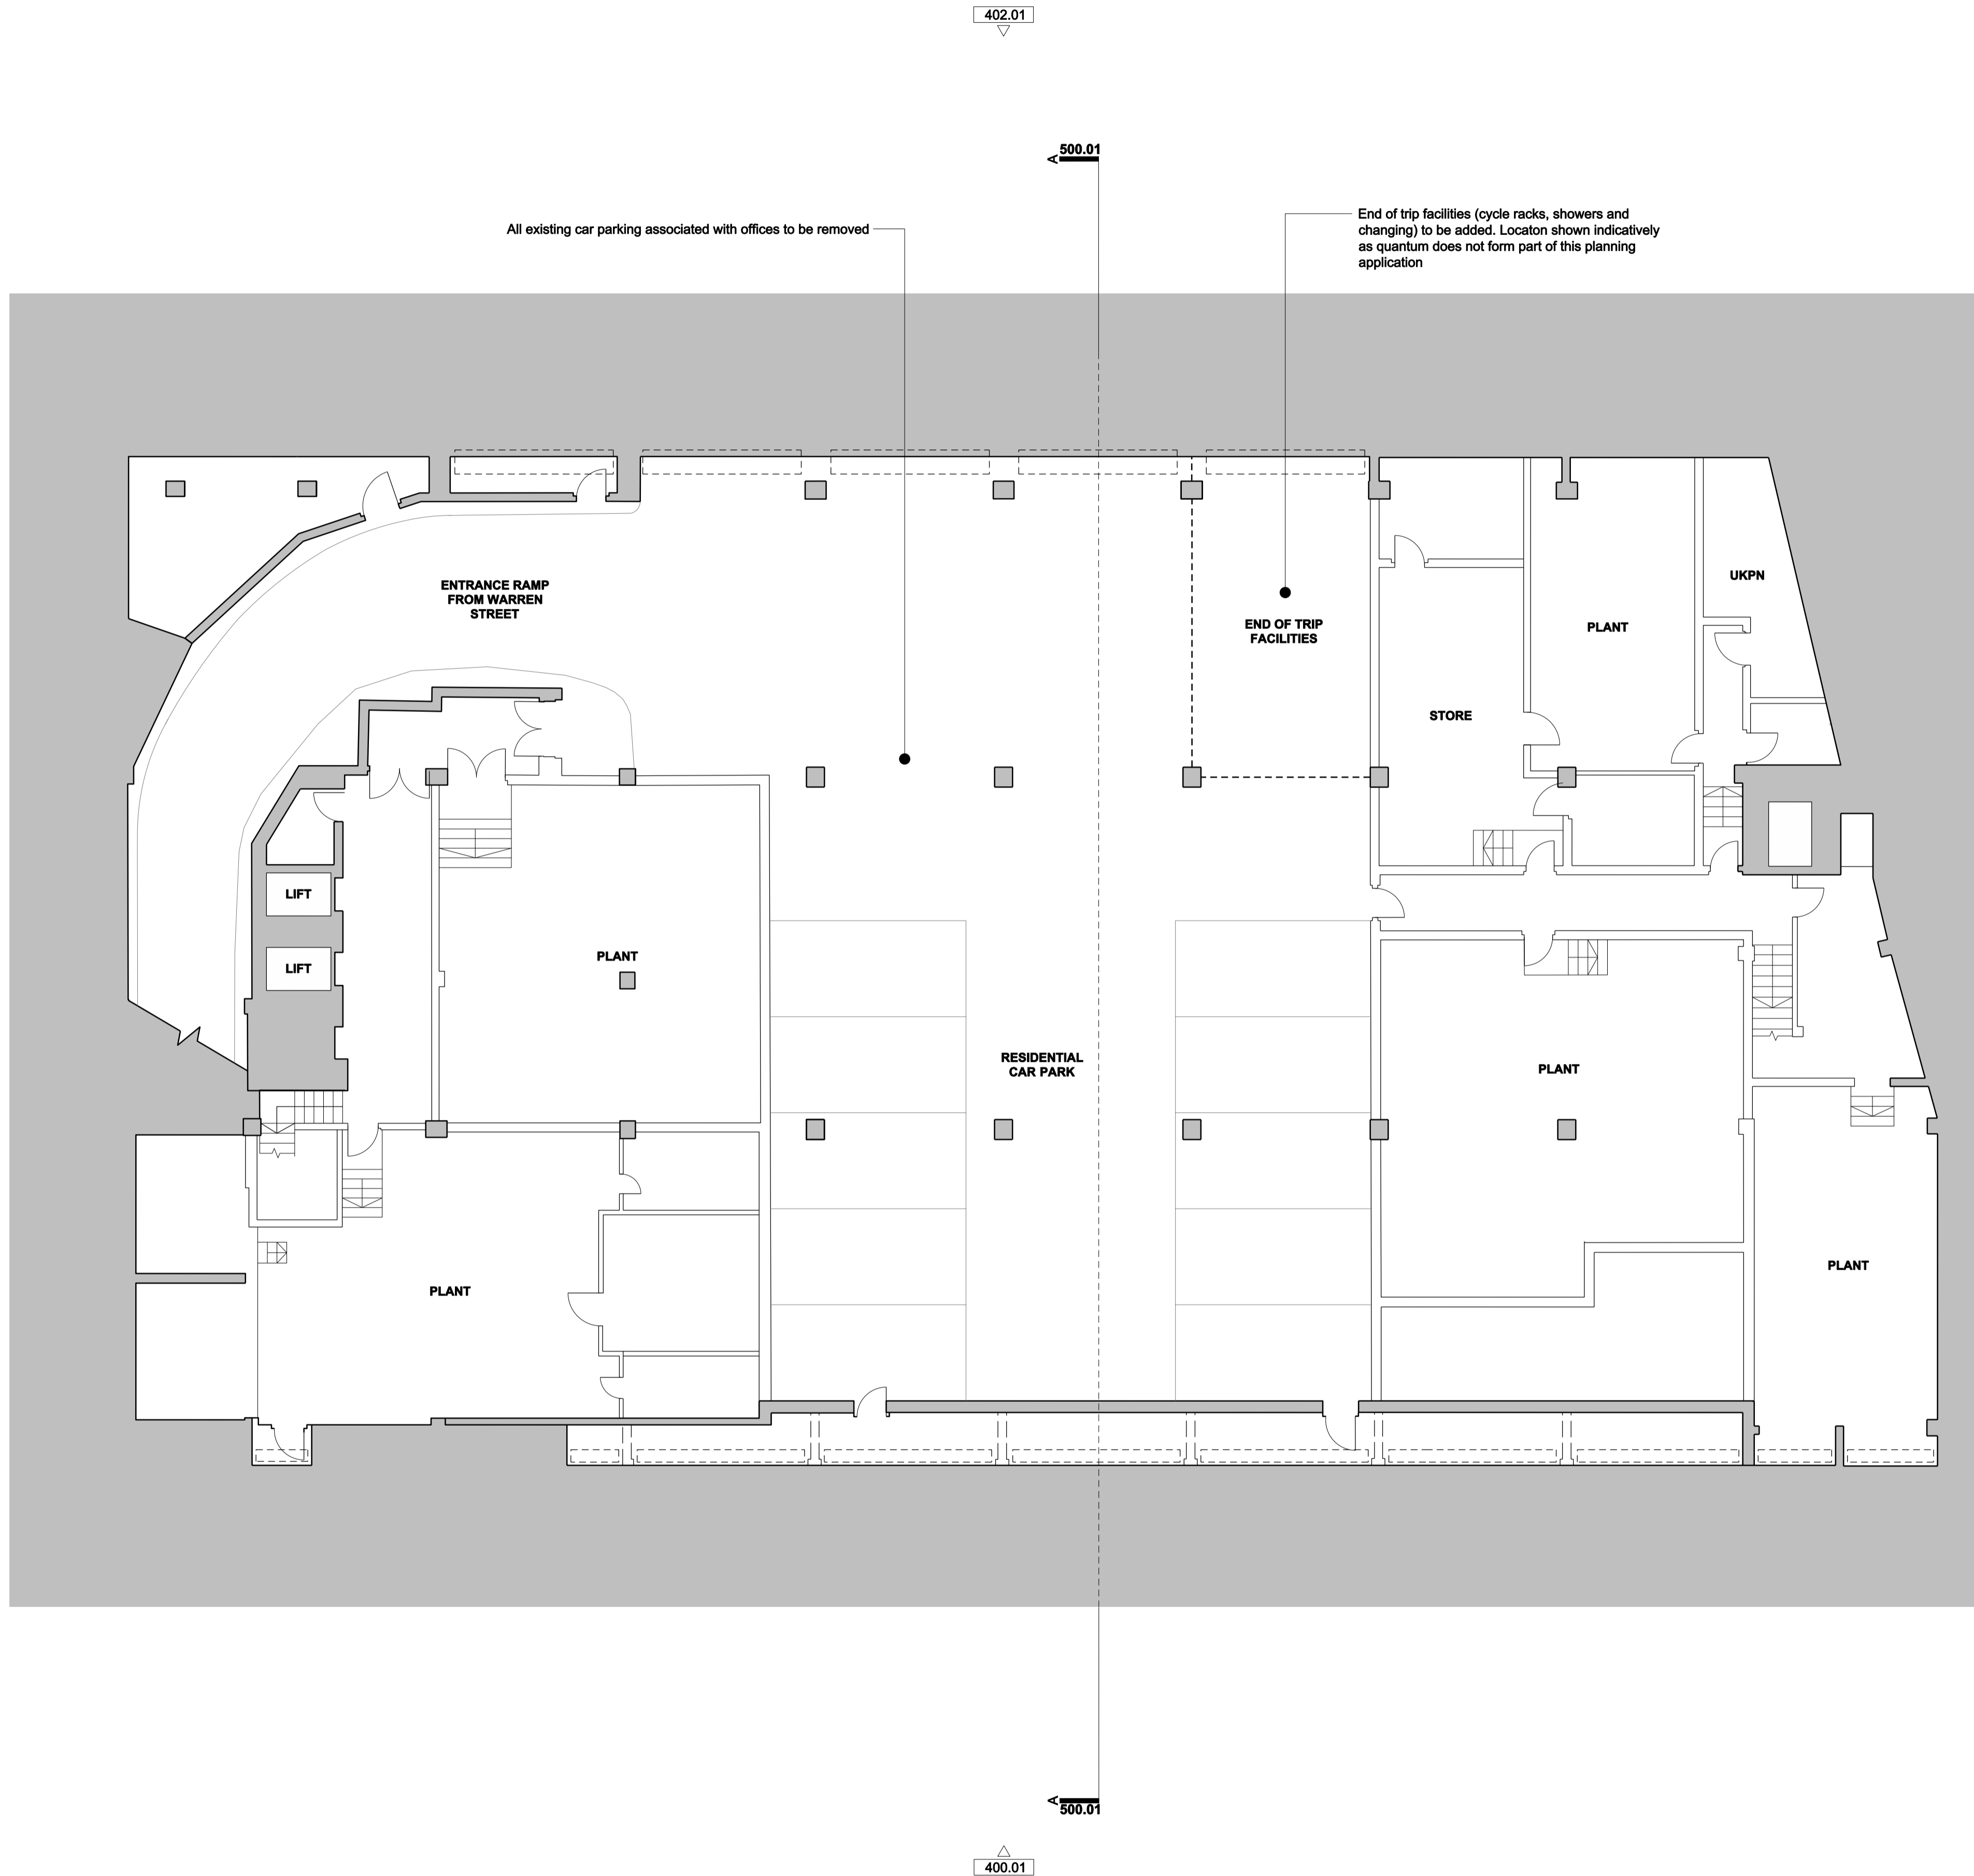 402.01
A
500.01
All existing car parking associated with offices to be removed
End of trip facilities (cycle racks, showers and
changing) to be added. Locaton shown indicatively
as quantum does not form part of this planning
application
ENTRANCE RAMP
FROM WARREN
STREET
UKPN
END OF TRIP
FACILITIES
PLANT
STORE
LIFT
PLANT
LIFT
RESIDENTIAL
CAR PARK
PLANT
PLANT
PLANT
A
500.01
400.01